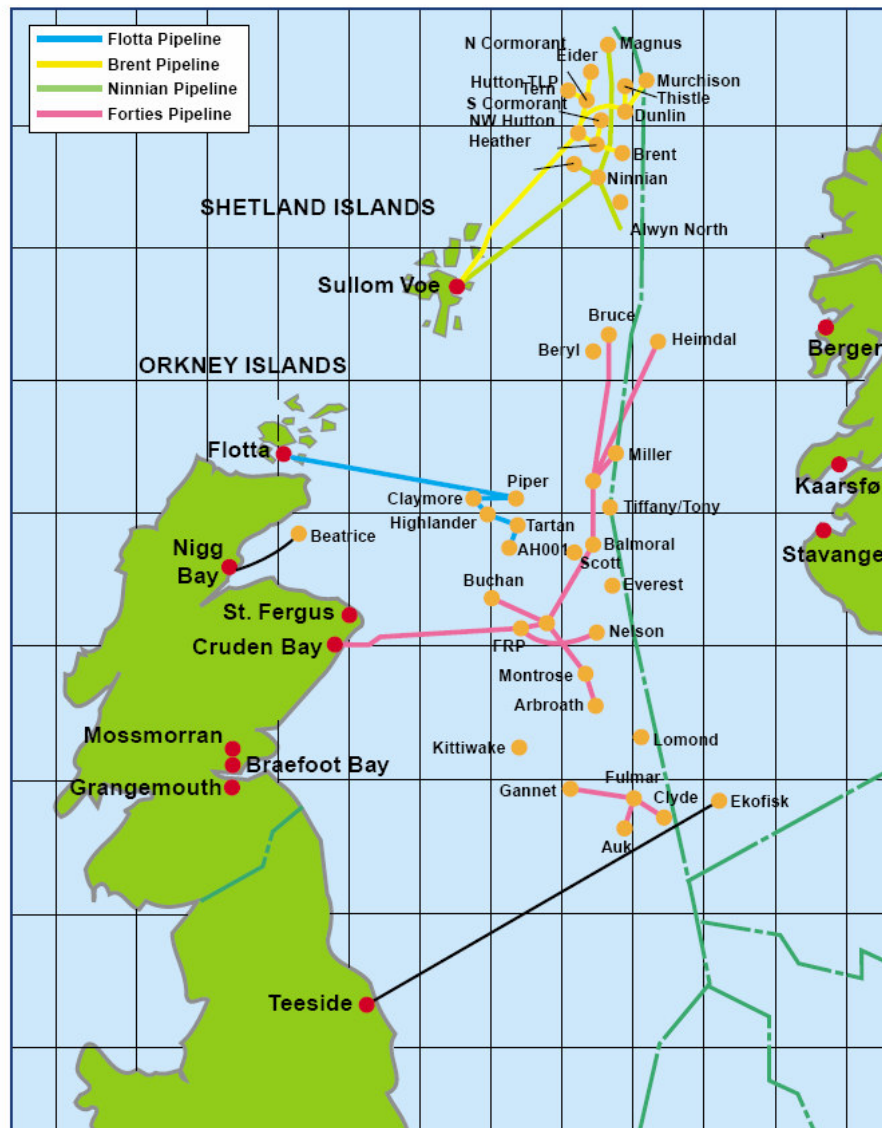 Flotta Pipeline
Brent Pipeline
Ninnian Pipeline
Forties Pipeline
N Cormorant
Magnus
Eider
Hutton TLP
Murchison
Tern
Thistle
S Cormorant
NW Hutton
Dunlin
Heather
Brent
Ninnian
SHETLAND ISLANDS
Alwyn North
Sullom Voe
Bruce
Heimdal
Beryl
Berger
ORKNEY ISLANDS
Flotta
Miller
Piper
Claymore
Kaarsfø
Tiffany/Tony
Highlander
Tartan
Beatrice
Stavange
Nigg
Bay
AH001
Balmoral
Scott
Buchan
Everest
St. Fergus
Cruden Bay
FRP
Nelson
Montrose
Arbroath
Mossmorran
Kittiwake
Lomond
Braefoot Bay
Grangemouth
Gannet
Fulmar
Clyde
Ekofisk
Auk
Teeside